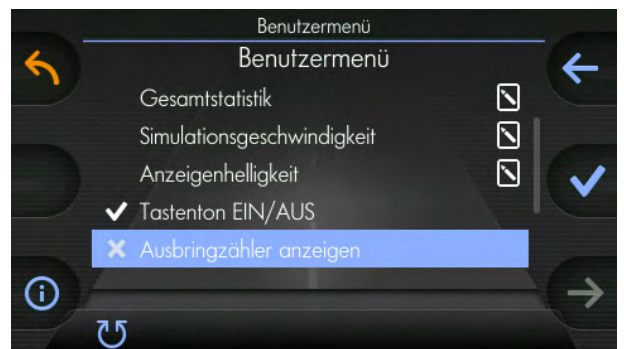 Benutzermenü
Benutzermenü
Gesamtstatistik
Simulationsgeschwindigkeit
Anzeigenhelligkeit
Tastenton EIN/AUS
Ausbringzähler anzeigen